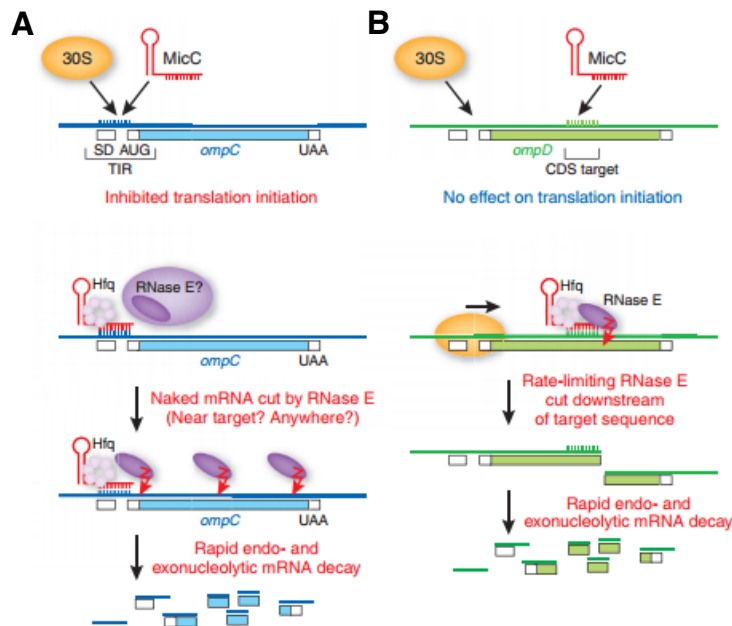 A
30S
MicC
SD AUG
ompC
UAA
TIR
Inhibited translation initiation
Hfq
RNase E?
ompC
UAA
Naked mRNA cut by RNase E
(Near target? Anywhere?)
Hfq
ompC
UAA
Rapid endo- and
exonucleolytic mRNA decay
B
30S
MicC
ompD
CDS target
No effect on translation initiation
Hfq
RNase E
Rate-limiting RNase E
cut downstream
of target sequence
Rapid endo- and
exonucleolytic mRNA decay